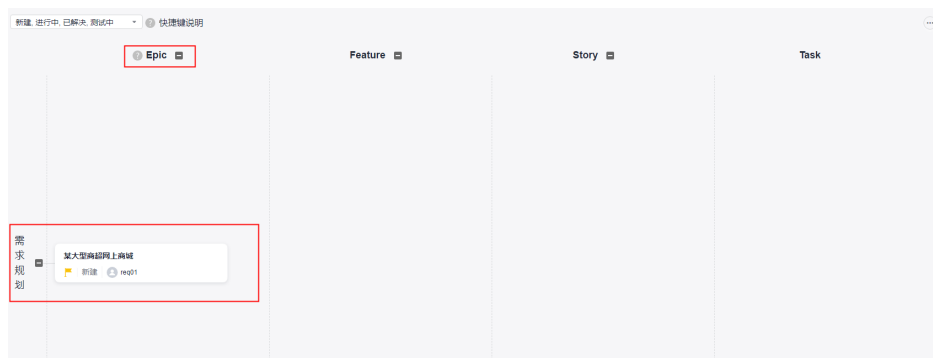 新建, 进行中, 已解决, 测试中 快捷键说明
Epic Feature Story Task
需求规划
某大型商超网上商城
新建 req01